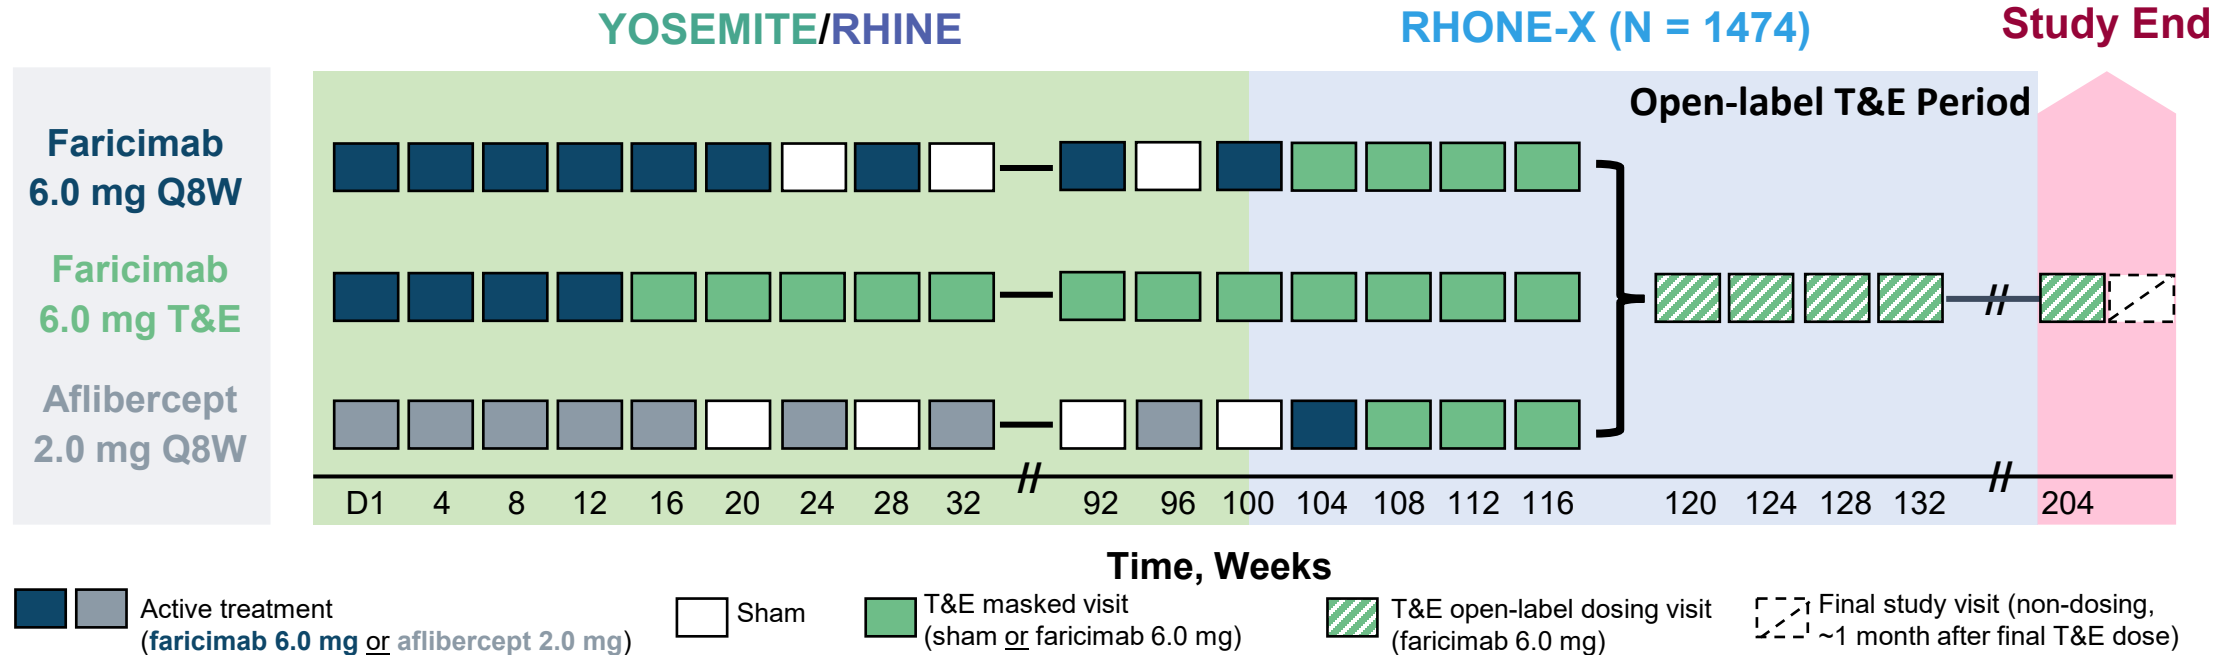 YOSEMITE/RHINE
RHONE-X (N = 1474)
Study End
Open-label T&E Period
Faricimab
6.0 mg Q8W
Faricimab
6.0 mg T&E
Aflibercept
2.0 mg Q8W
D1 4 8 12 16 20 24 28 32 // 92 96 100 104 108 112 116 120 124 128 132 // 204
Time, Weeks
Active treatment
(faricimab 6.0 mg or aflibercept 2.0 mg)
Sham
T&E masked visit
(sham or faricimab 6.0 mg)
T&E open-label dosing visit
(faricimab 6.0 mg)
Final study visit (non-dosing,
~1 month after final T&E dose)